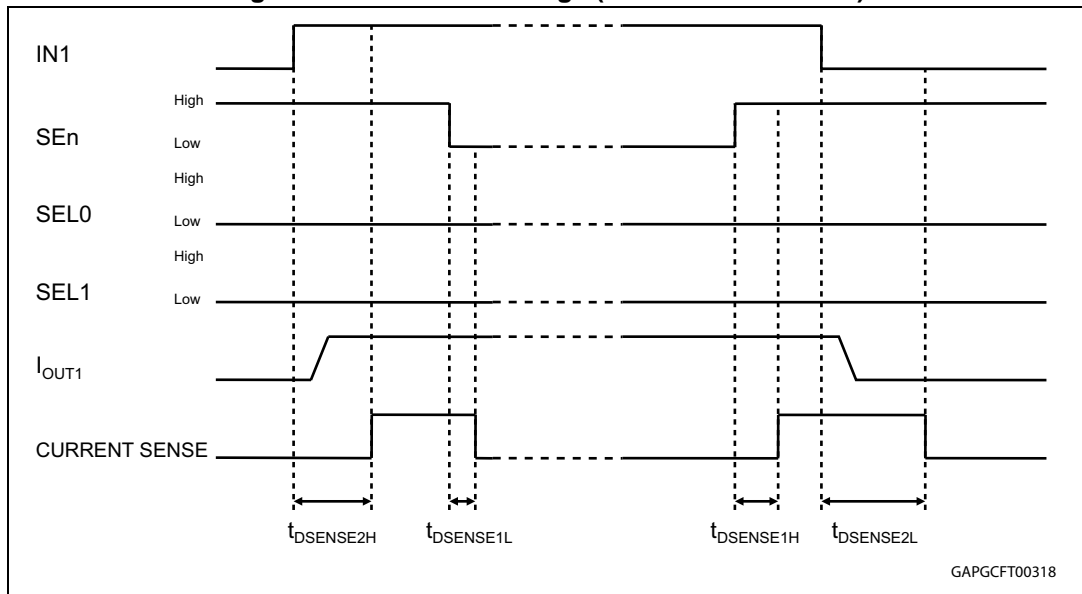 IN1
High
SEn
Low
High
SEL0
Low
High
SEL1
Low
IOUT1
CURRENT SENSE
tDSENSE2H
tDSENSE1L
tDSENSE1H
tDSENSE2L
GAPGCFT00318